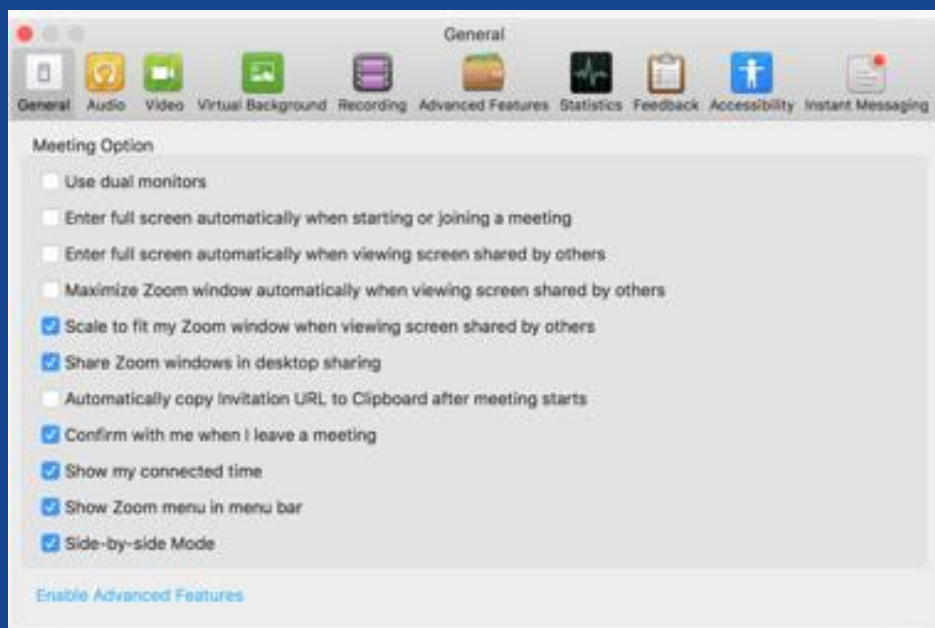 General
General Audio Video Virtual Background Recording Advanced Features Statistics Feedback Accessibility Instant Messaging
Meeting Option
Use dual monitors
Enter full screen automatically when starting or joining a meeting
Enter full screen automatically when viewing screen shared by others
Maximize Zoom window automatically when viewing screen shared by others
Scale to fit my Zoom window when viewing screen shared by others
Share Zoom windows in desktop sharing
Automatically copy Invitation URL to Clipboard after meeting starts
Confirm with me when I leave a meeting
Show my connected time
Show Zoom menu in menu bar
Side-by-side Mode
Enable Advanced Features